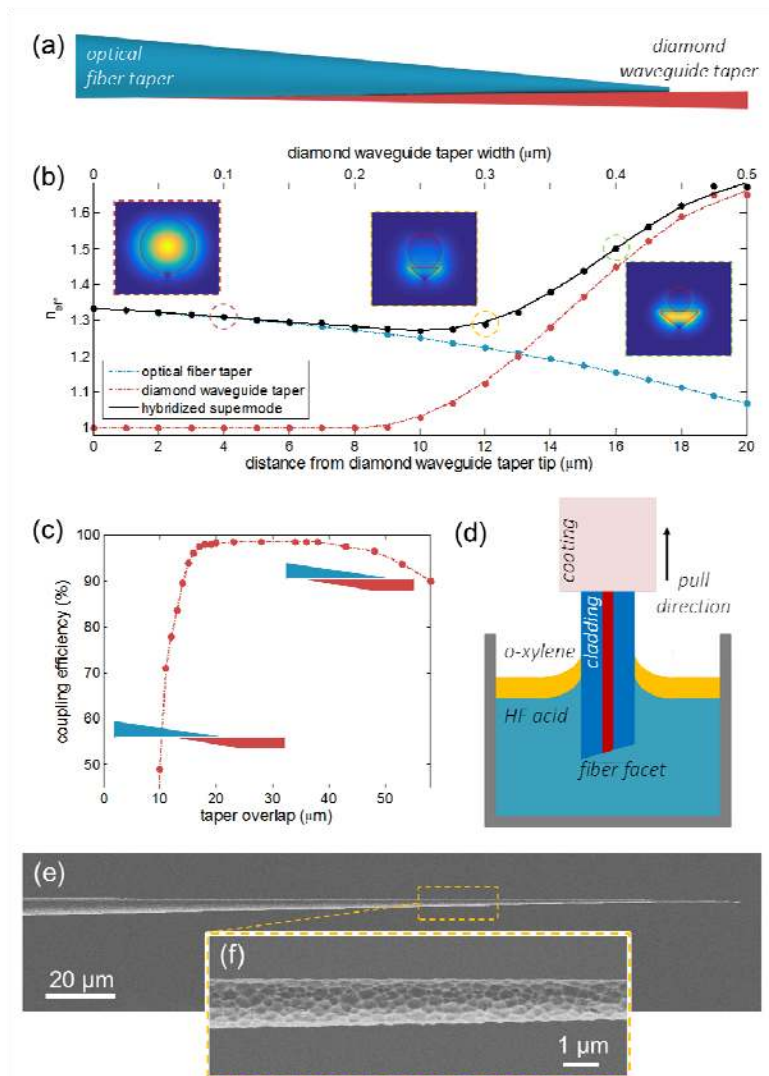 (a)
optical
fiber taper
diamond
waveguide taper
diamond waveguide taper width (µm)
(b)
0 0.1 0.2 0.3 0.4 0.5
1.6
1.5
1.4
1.3
1.2
1.1
1
optical fiber taper
diamond waveguide taper
hybridized supermode
0 2 4 6 8 10 12 14 16 18 20
distance from diamond waveguide taper tip (µm)
(c)
100
90
80
70
60
50
coupling efficiency (%)
0 10 20 30 40 50
taper overlap (µm)
(d)
cooting
pull
direction
cladding
o-xylene
HF acid
fiber facet
(e)
20 µm
(f)
1 µm